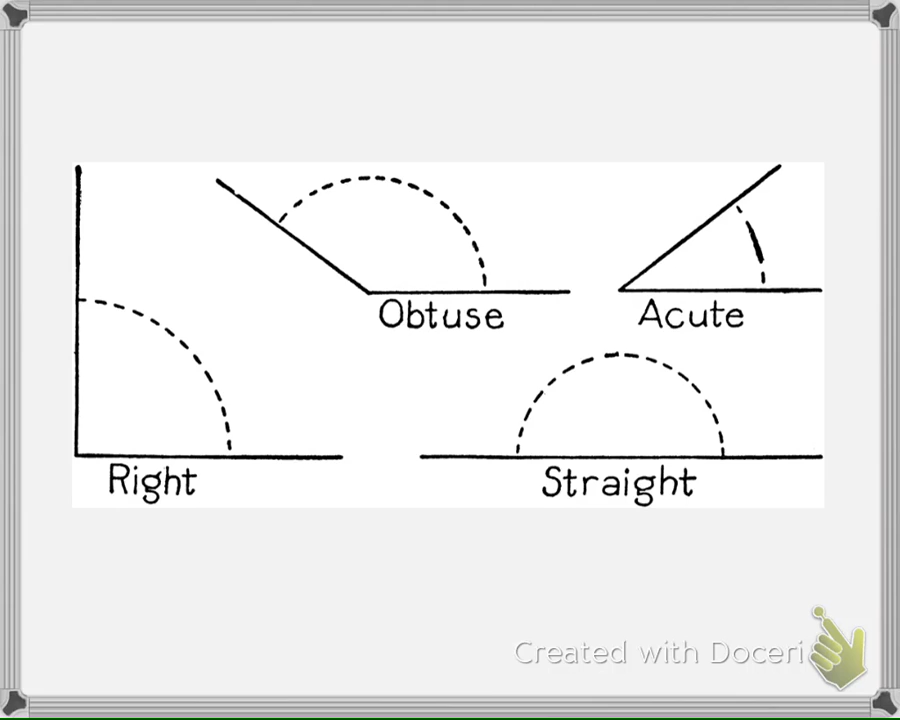 Obtuse
Acute
Right
Straight
Created with Doceri